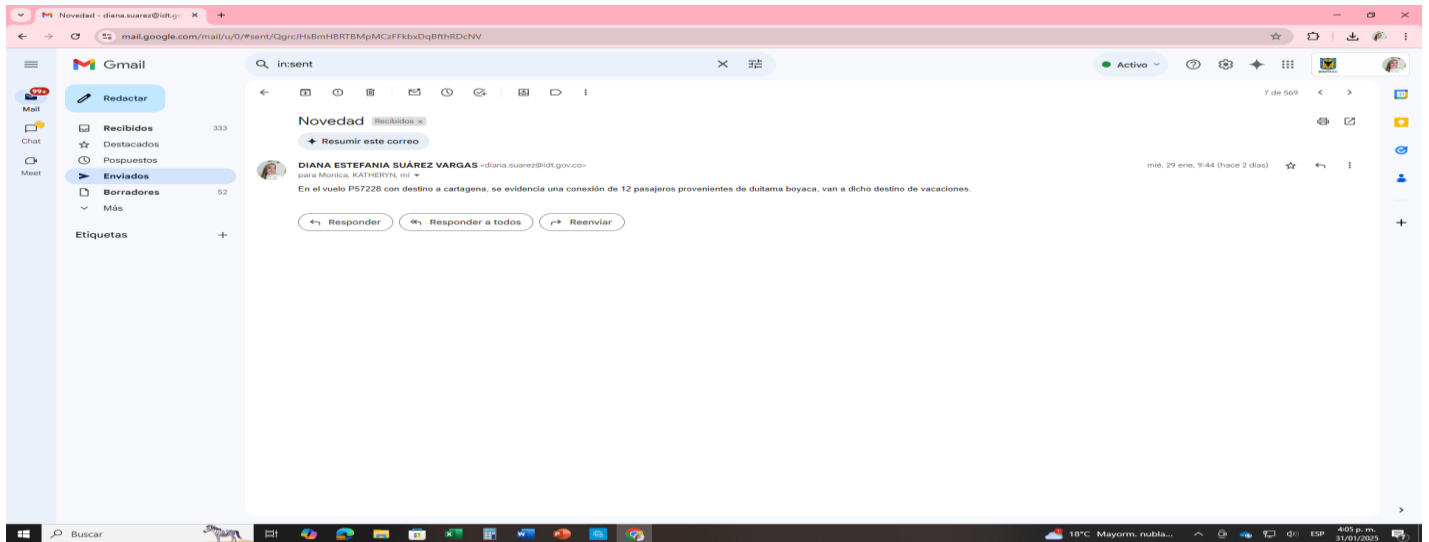 Novedad - diana.suarez@idt.go
mail.google.com/mail/u/0/#sent/QgrcJHsBmHBRTBMpMCzFFkbxDqBfthRDcNV
Gmail
in:sent
Activo
99+
Mail
Chat
Meet
Redactar
Recibidos 333
Destacados
Pospuestos
Enviados
Borradores 52
Más
Etiquetas
7 de 569
Novedad Recibidos x
Resumir este correo
DIANA ESTEFANIA SUÁREZ VARGAS <diana.suarez@idt.gov.co>
mié, 29 ene, 9:44 (hace 2 días)
para Monica, KATHERYN, mí
En el vuelo P57228 con destino a cartagena, se evidencia una conexión de 12 pasajeros provenientes de duitama boyaca, van a dicho destino de vacaciones.
Responder
Responder a todos
Reenviar
Buscar
18°C Mayorm. nubla...
ESP
4:05 p. m.
31/01/2025